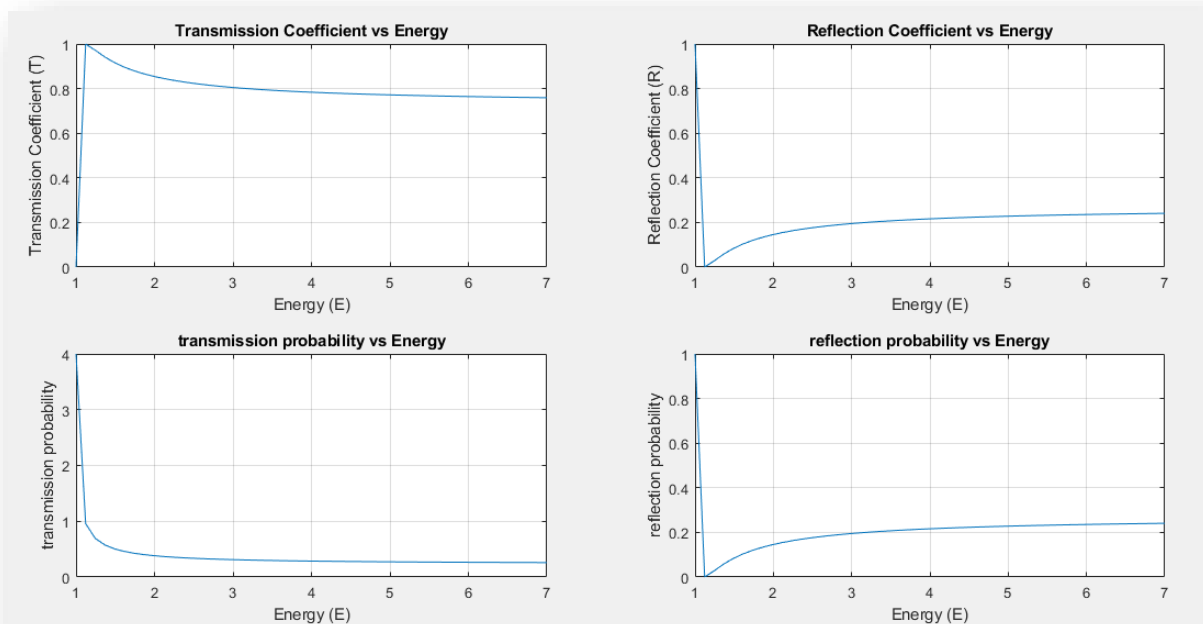 Transmission Coefficient vs Energy
Transmission Coefficient (T)
1
0.8
0.6
0.4
0.2
0
1 2 3 4 5 6 7
Energy (E)
Reflection Coefficient vs Energy
Reflection Coefficient (R)
1
0.8
0.6
0.4
0.2
0
1 2 3 4 5 6 7
Energy (E)
transmission probability vs Energy
transmission probability
4
3
2
1
0
1 2 3 4 5 6 7
Energy (E)
reflection probability vs Energy
reflection probability
1
0.8
0.6
0.4
0.2
0
1 2 3 4 5 6 7
Energy (E)